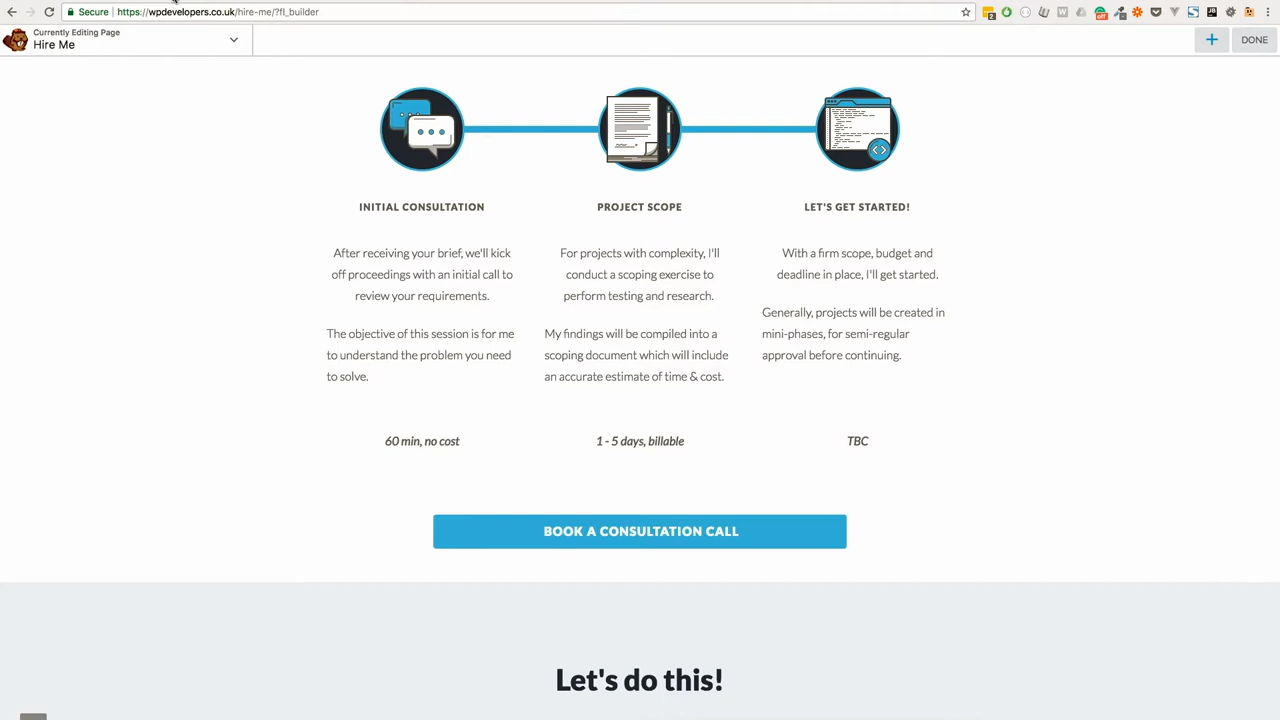 Secure https://wpdevelopers.co.uk/hire-me/?fl_builder
Currently Editing Page
Hire Me
DONE
INITIAL CONSULTATION
PROJECT SCOPE
LET'S GET STARTED!
After receiving your brief, we'll kick
off proceedings with an initial call to
review your requirements.
The objective of this session is for me
to understand the problem you need
to solve.
For projects with complexity, I'll
conduct a scoping exercise to
perform testing and research.
My findings will be compiled into a
scoping document which will include
an accurate estimate of time & cost.
With a firm scope, budget and
deadline in place, I'll get started.
Generally, projects will be created in
mini-phases, for semi-regular
approval before continuing.
60 min, no cost
1 - 5 days, billable
TBC
BOOK A CONSULTATION CALL
Let's do this!